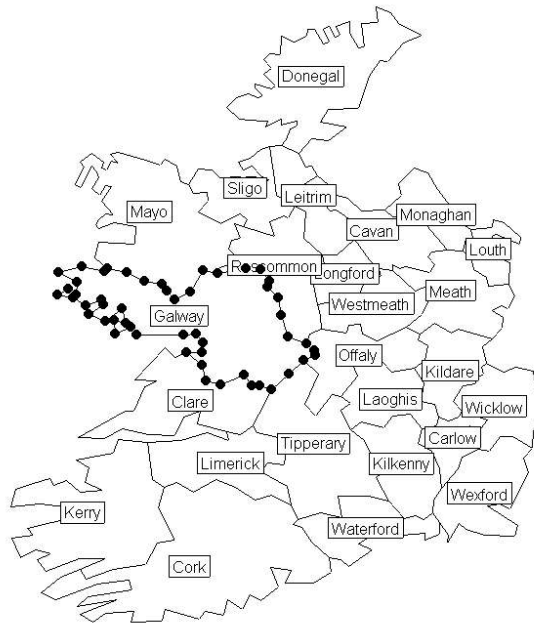 Donegal
Sligo
Leitrim
Mayo
Monaghan
Cavan
Louth
Roscommon
Longford
Meath
Westmeath
Galway
Offaly
Kildare
Clare
Laoghis
Wicklow
Carlow
Tipperary
Limerick
Kilkenny
Wexford
Kerry
Waterford
Cork